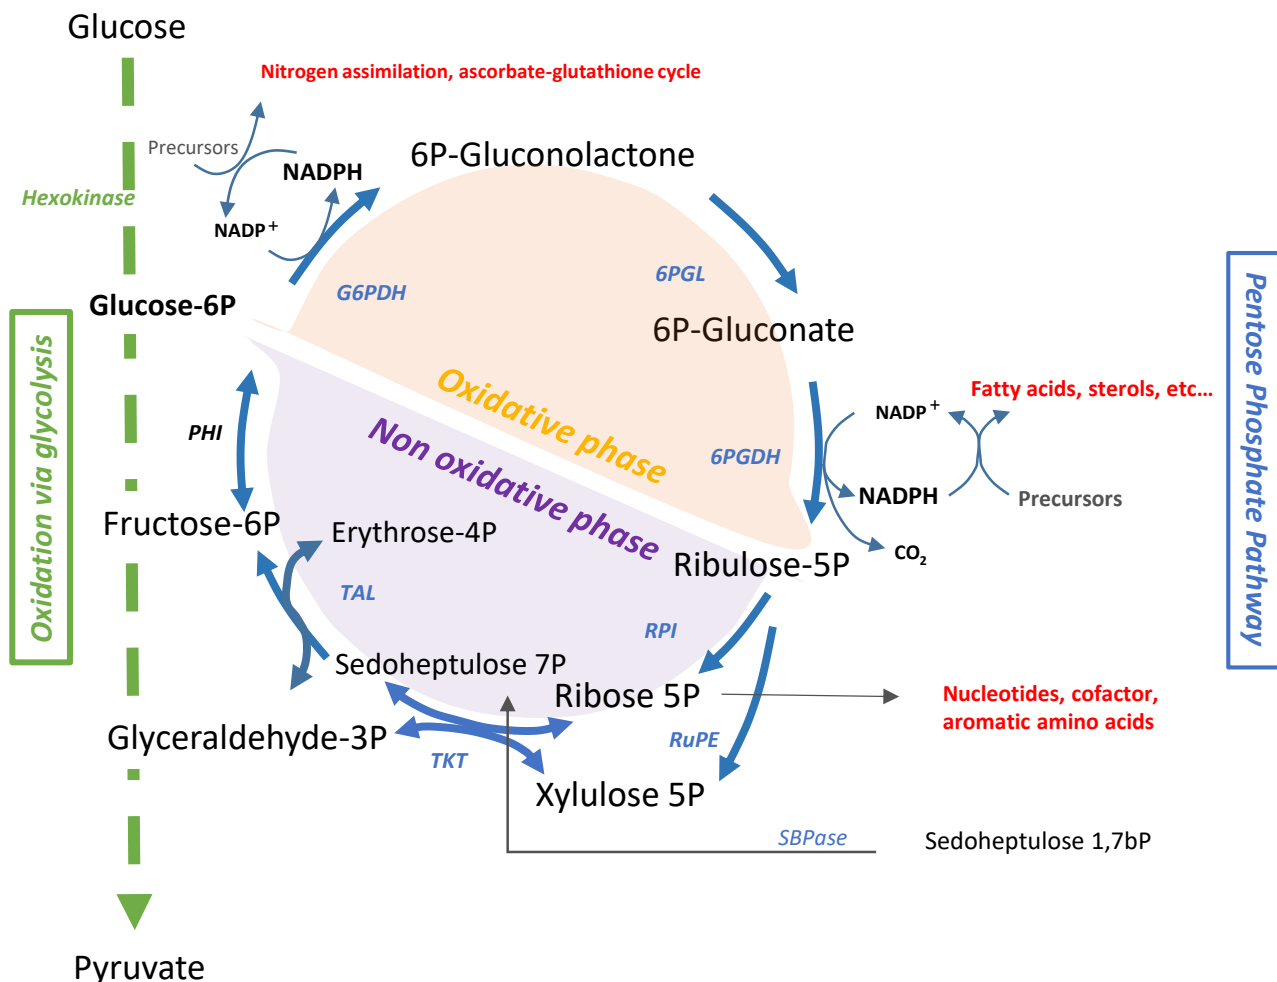 Glucose
Nitrogen assimilation, ascorbate-glutathione cycle
Precursors
NADPH
6P-Gluconolactone
Hexokinase
NADP+
G6PDH
6PGL
Glucose-6P
6P-Gluconate
Oxidation via glycolysis
Pentose Phosphate Pathway
Oxidative phase
Non oxidative phase
PHI
Fatty acids, sterols, etc...
NADP+
6PGDH
NADPH
Precursors
Fructose-6P
Erythrose-4P
Ribulose-5P
CO2
TAL
RPI
Sedoheptulose 7P
Ribose 5P
Nucleotides, cofactor,
aromatic amino acids
Glyceraldehyde-3P
RuPE
TKT
Xylulose 5P
SBPase
Sedoheptulose 1,7bP
Pyruvate